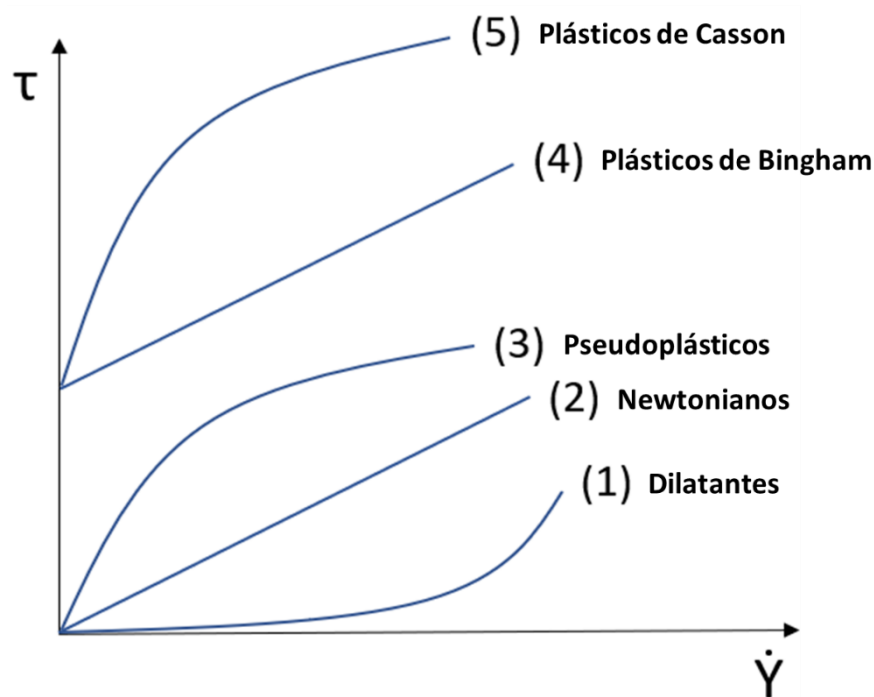 τ
(5) Plásticos de Casson
(4) Plásticos de Bingham
(3) Pseudoplásticos
(2) Newtonianos
(1) Dilatantes
Ẏ